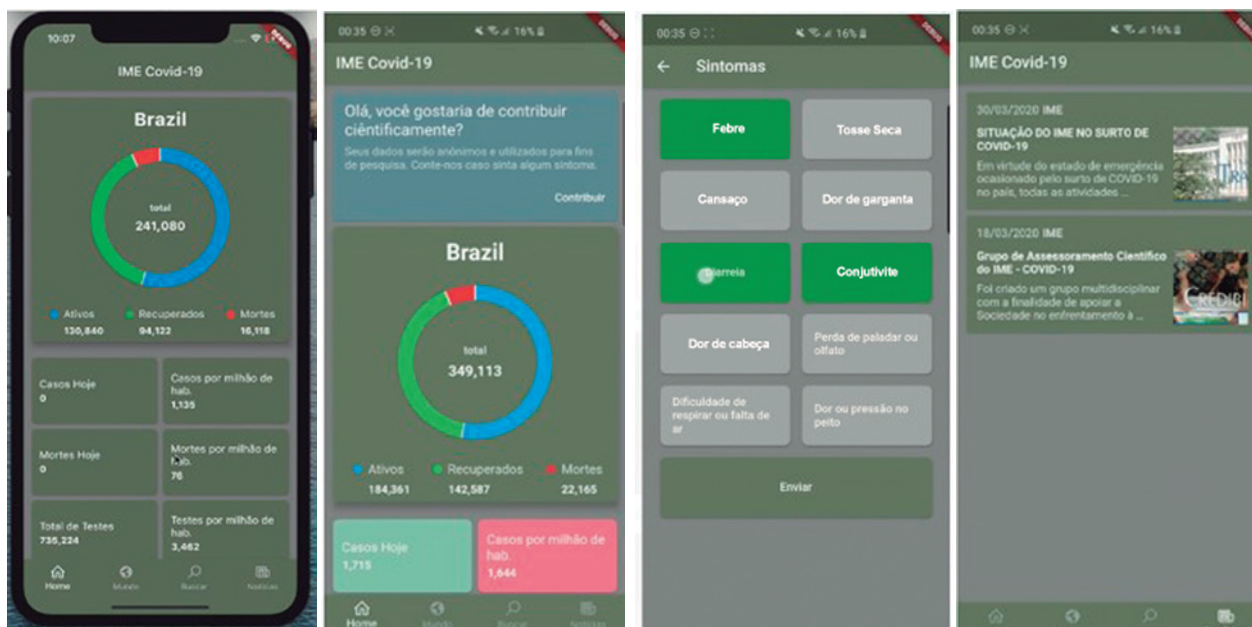 10:07
IME Covid-19
Brazil
total
241,080
Ativos
Recuperados
Mortes
130,840
94,122
16,118
Casos Hoje
0
Casos por milhão de
hab.
1,135
Mortes Hoje
0
Mortes por milhão de
hab.
76
Total de Testes
735,224
Testes por milhão de
hab.
3,462
Home
Mundo
Buscar
Notícias
00:35
16%
DEBUG
IME Covid-19
Olá, você gostaria de contribuir
ciêntificamente?
Seus dados serão anônimos e utilizados para fins
de pesquisa. Conte-nos caso sinta algum sintoma.
Contribuir
Brazil
total
349,113
Ativos
Recuperados
Mortes
184,361
142,587
22,165
Casos Hoje
1,715
Casos por milhão de
hab.
1,644
Home
Mundo
Buscar
Notícias
00:35
16%
DEBUG
Sintomas
Febre
Tosse Seca
Cansaço
Dor de garganta
Diarreia
Conjutivite
Dor de cabeça
Perda de paladar ou
olfato
Dificuldade de
respirar ou falta de
ar
Dor ou pressão no
peito
Enviar
00:35
16%
DEBUG
IME Covid-19
30/03/2020 IME
SITUAÇÃO DO IME NO SURTO DE
COVID-19
Em virtude do estado de emergência
ocasionado pelo surto de COVID-19
no país, todas as atividades ...
TRA
18/03/2020 IME
Grupo de Assessoramento Científico
do IME - COVID-19
Foi criado um grupo multidisciplinar
com a finalidade de apoiar a
Sociedade no enfrentamento à ...
CREDIBI